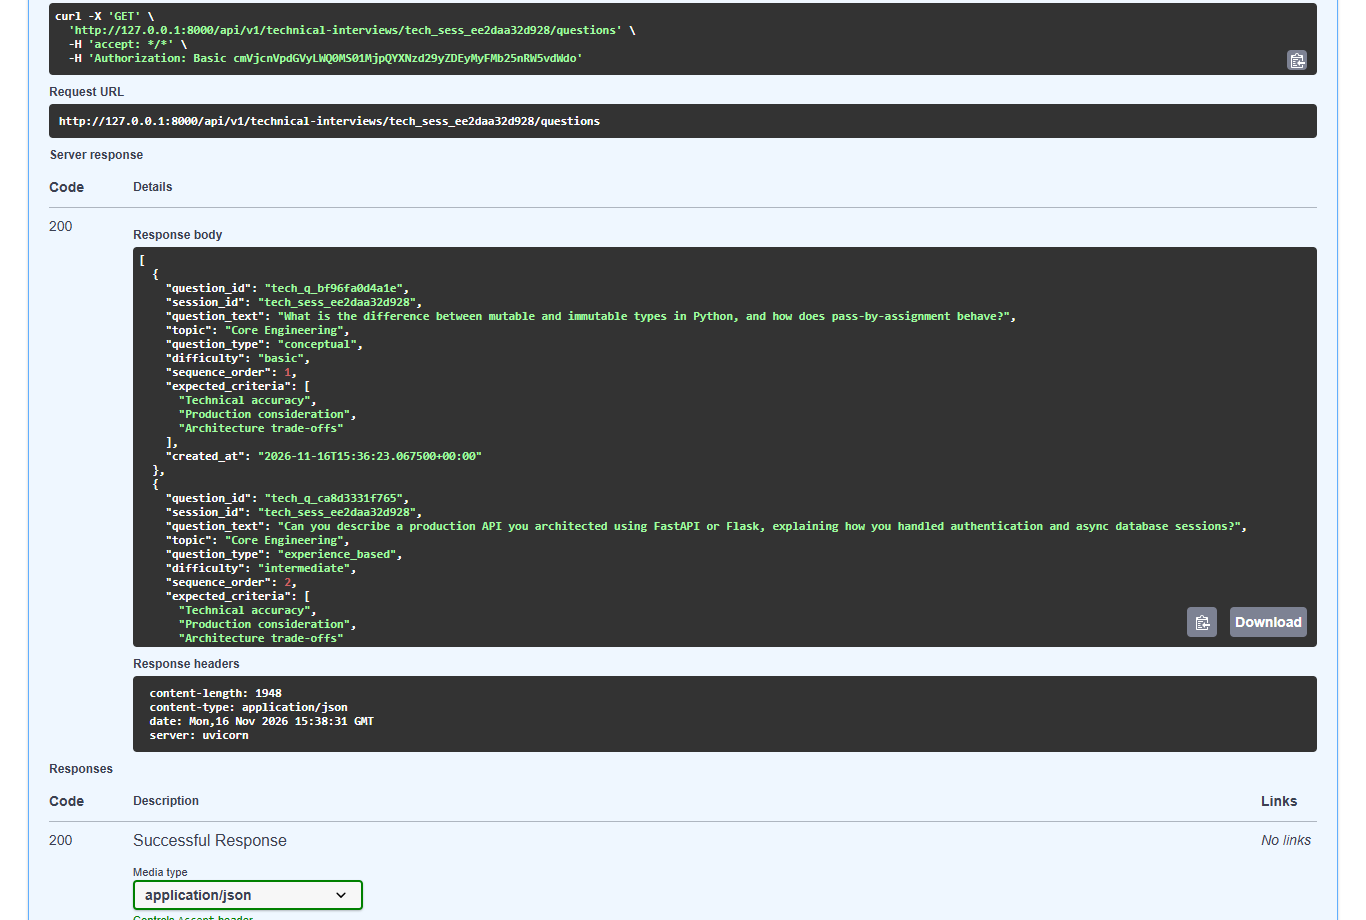 curl -X 'GET' \
'http://127.0.0.1:8000/api/v1/technical-interviews/tech_sess_ee2daa32d928/questions' \
-H 'accept: */*' \
-H 'Authorization: Basic cmVjcnVpdGVyLWQ0MS01MjpQYXNzd29yZDEyMyFMb25nRW5vdWdo'
Request URL
http://127.0.0.1:8000/api/v1/technical-interviews/tech_sess_ee2daa32d928/questions
Server response
Code Details
200
Response body
[
{
"question_id": "tech_q_bf96fa0d4a1e",
"session_id": "tech_sess_ee2daa32d928",
"question_text": "What is the difference between mutable and immutable types in Python, and how does pass-by-assignment behave?",
"topic": "Core Engineering",
"question_type": "conceptual",
"difficulty": "basic",
"sequence_order": 1,
"expected_criteria": [
"Technical accuracy",
"Production consideration",
"Architecture trade-offs"
],
"created_at": "2026-11-16T15:36:23.067500+00:00"
},
{
"question_id": "tech_q_ca8d3331f765",
"session_id": "tech_sess_ee2daa32d928",
"question_text": "Can you describe a production API you architected using FastAPI or Flask, explaining how you handled authentication and async database sessions?",
"topic": "Core Engineering",
"question_type": "experience_based",
"difficulty": "intermediate",
"sequence_order": 2,
"expected_criteria": [
"Technical accuracy",
"Production consideration",
"Architecture trade-offs"
Download
Response headers
content-length: 1948
content-type: application/json
date: Mon,16 Nov 2026 15:38:31 GMT
server: uvicorn
Responses
Code Description Links
200 Successful Response No links
Media type
application/json
Controls Accept header